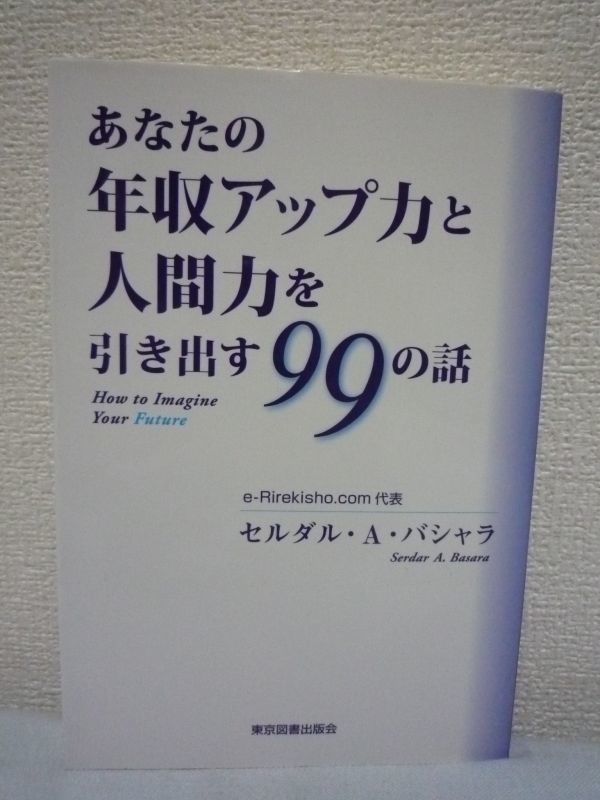 あなたの
年収アップ力と
人間力を
引き出す99の話
How to Imagine
Your Future
e-Rirekisho.com 代表
セルダル・A・バシャラ
Serdar A. Basara
東京図書出版会